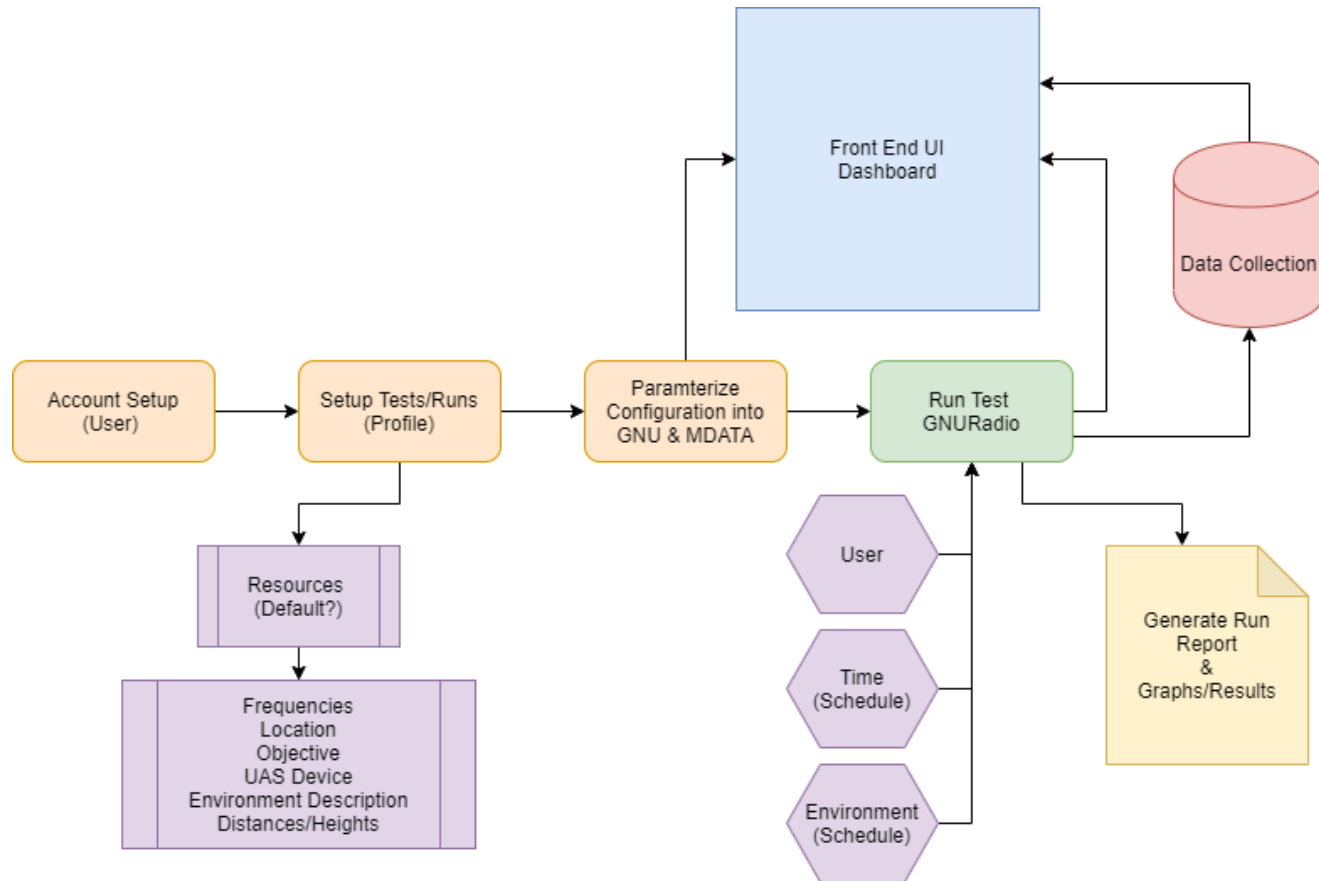 Front End UI
Dashboard
Data Collection
Account Setup
(User)
Setup Tests/Runs
(Profile)
Paramterize
Configuration into
GNU & MDATA
Run Test
GNURadio
Resources
(Default?)
Frequencies
Location
Objective
UAS Device
Environment Description
Distances/Heights
User
Time
(Schedule)
Environment
(Schedule)
Generate Run
Report
&
Graphs/Results